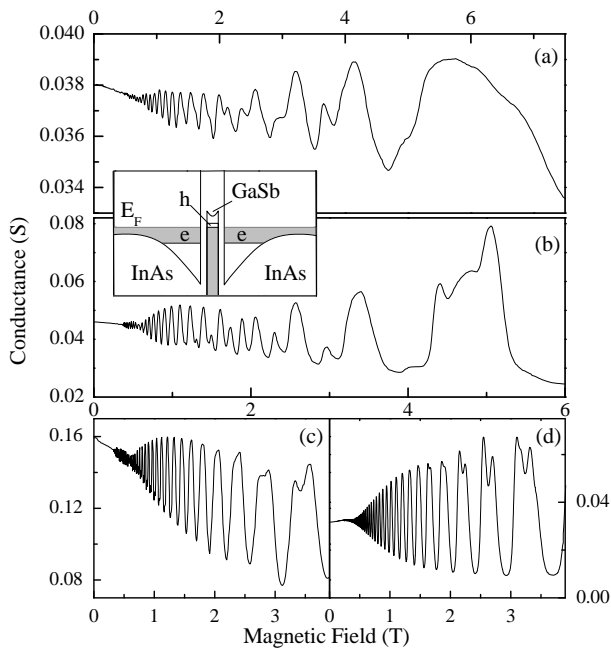 0 2 4 6
0.040
(a)
0.038
0.036
0.033
GaSb
h
E_F
e e
InAs InAs
0.08
(b)
0.06
0.04
0.02
0 2 4 6
Conductance (S)
0.16
(c)
(d)
0.12
0.04
0.08
0.00
0 1 2 3 0 1 2 3
Magnetic Field (T)